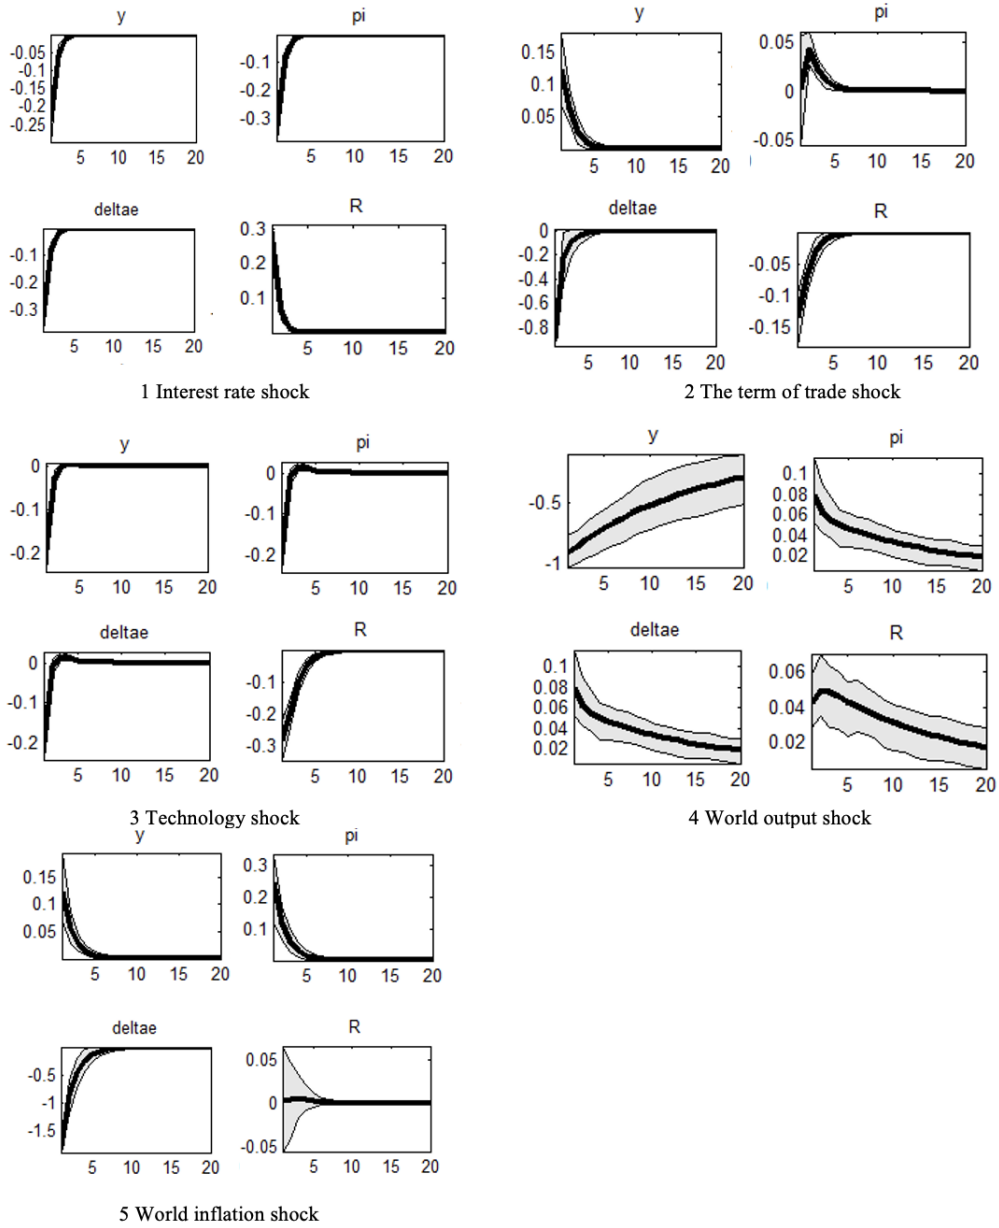 y
-0.05
-0.1
-0.15
-0.2
-0.25
5 10 15 20
pi
-0.1
-0.2
-0.3
5 10 15 20
deltae
-0.1
-0.2
-0.3
5 10 15 20
R
0.3
0.2
0.1
5 10 15 20
1 Interest rate shock
y
0.15
0.1
0.05
5 10 15 20
pi
0.05
0
-0.05
5 10 15 20
deltae
0
-0.2
-0.4
-0.6
-0.8
5 10 15 20
R
-0.05
-0.1
-0.15
5 10 15 20
2 The term of trade shock
y
0
-0.1
-0.2
5 10 15 20
pi
0
-0.1
-0.2
5 10 15 20
deltae
0
-0.1
-0.2
5 10 15 20
R
-0.1
-0.2
-0.3
5 10 15 20
3 Technology shock
y
-0.5
-1
5 10 15 20
pi
0.1
0.08
0.06
0.04
0.02
5 10 15 20
deltae
0.1
0.08
0.06
0.04
0.02
5 10 15 20
R
0.06
0.04
0.02
5 10 15 20
4 World output shock
y
0.15
0.1
0.05
5 10 15 20
pi
0.3
0.2
0.1
5 10 15 20
deltae
-0.5
-1
-1.5
5 10 15 20
R
0.05
0
-0.05
5 10 15 20
5 World inflation shock